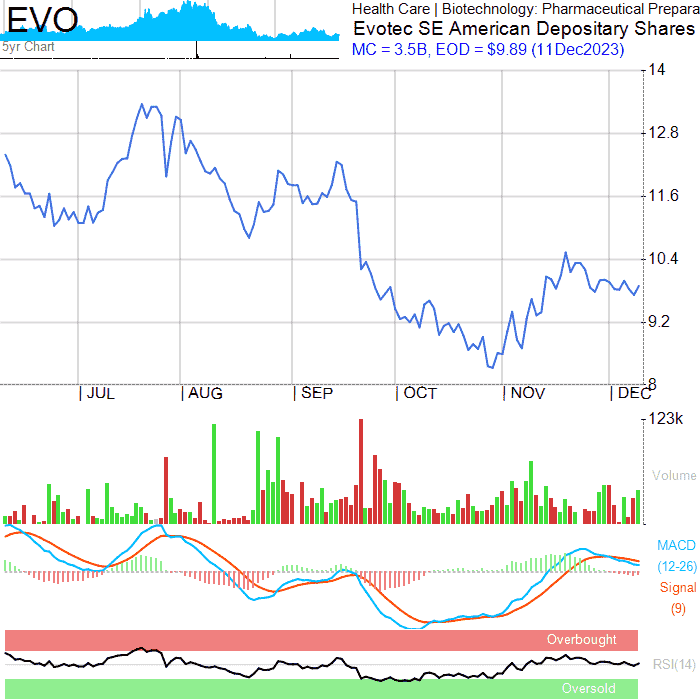 EVO
5yr Chart
Health Care | Biotechnology: Pharmaceutical Prepara
Evotec SE American Depositary Shares
MC = 3.5B, EOD = $9.89 (11Dec2023)
14
12.8
11.6
10.4
9.2
8
| JUL | AUG | SEP | OCT | NOV | DEC
123k
Volume
MACD
(12-26)
Signal
(9)
Overbought
RSI(14)
Oversold